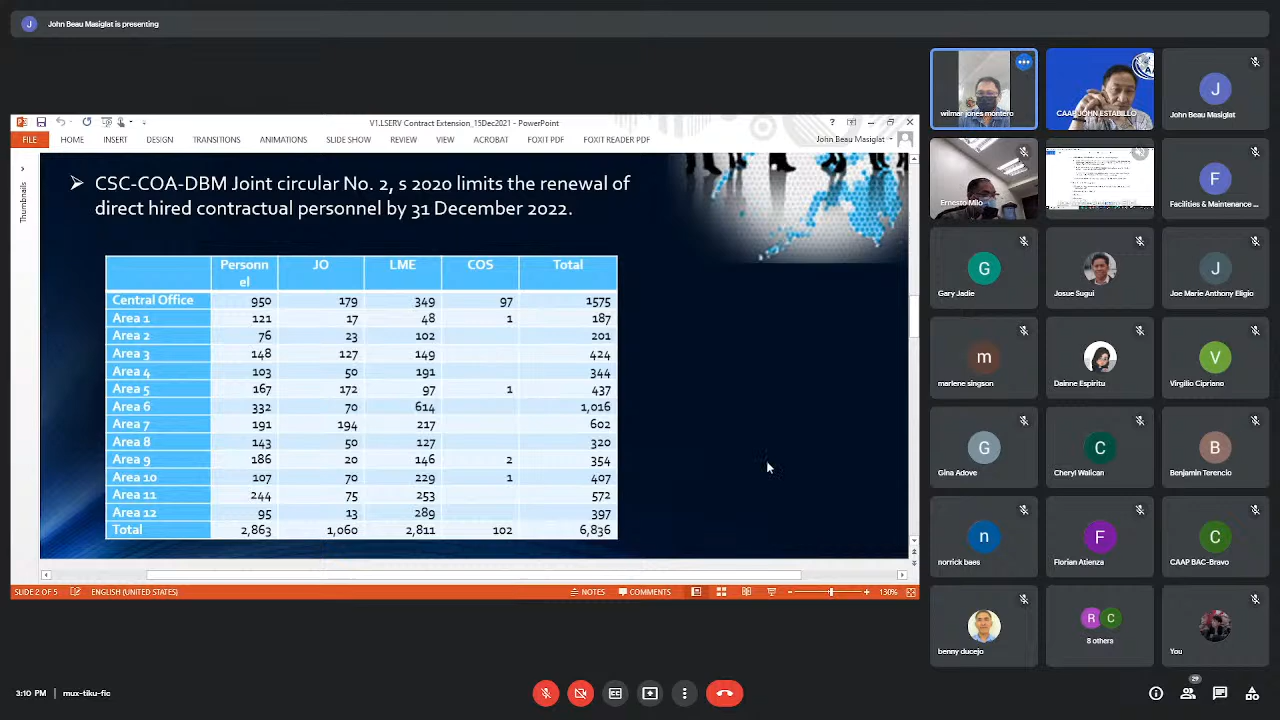 John Beau Masiglat is presenting
V1.LSERV Contract Extension_15Dec2021 - PowerPoint
FILE HOME INSERT DESIGN TRANSITIONS ANIMATIONS SLIDE SHOW REVIEW VIEW ACROBAT FOXIT PDF FOXIT READER PDF John Beau Masiglat
Thumbnails
CSC-COA-DBM Joint circular No. 2, s 2020 limits the renewal of
direct hired contractual personnel by 31 December 2022.
Personn
el JO LME COS Total
Central Office 950 179 349 97 1575
Area 1 121 17 48 1 187
Area 2 76 23 102 201
Area 3 148 127 149 424
Area 4 103 50 191 344
Area 5 167 172 97 1 437
Area 6 332 70 614 1,016
Area 7 191 194 217 602
Area 8 143 50 127 320
Area 9 186 20 146 2 354
Area 10 107 70 229 1 407
Area 11 244 75 253 572
Area 12 95 13 289 397
Total 2,863 1,060 2,811 102 6,836
SLIDE 2 OF 5 ENGLISH (UNITED STATES) NOTES COMMENTS 130%
wilmar jones montero
CAAP JOHN ESTABILLO
J
John Beau Masiglat
Ernesto Milo
F
Facilities & Maintenance ...
G
Gary Jadie
Josue Sugui
J
Joe Merie Jeremy Eligio
m
marlene singson
Dainne Espiritu
V
Virgilio Cipriano
G
Gina Adove
C
Cheryl Walican
B
Benjamin Terencio
n
norrick baes
F
Florian Atienza
C
CAAP BAC-Bravo
benny ducejo
R C
8 others
You
3:10 PM | mux-tiku-fic
29